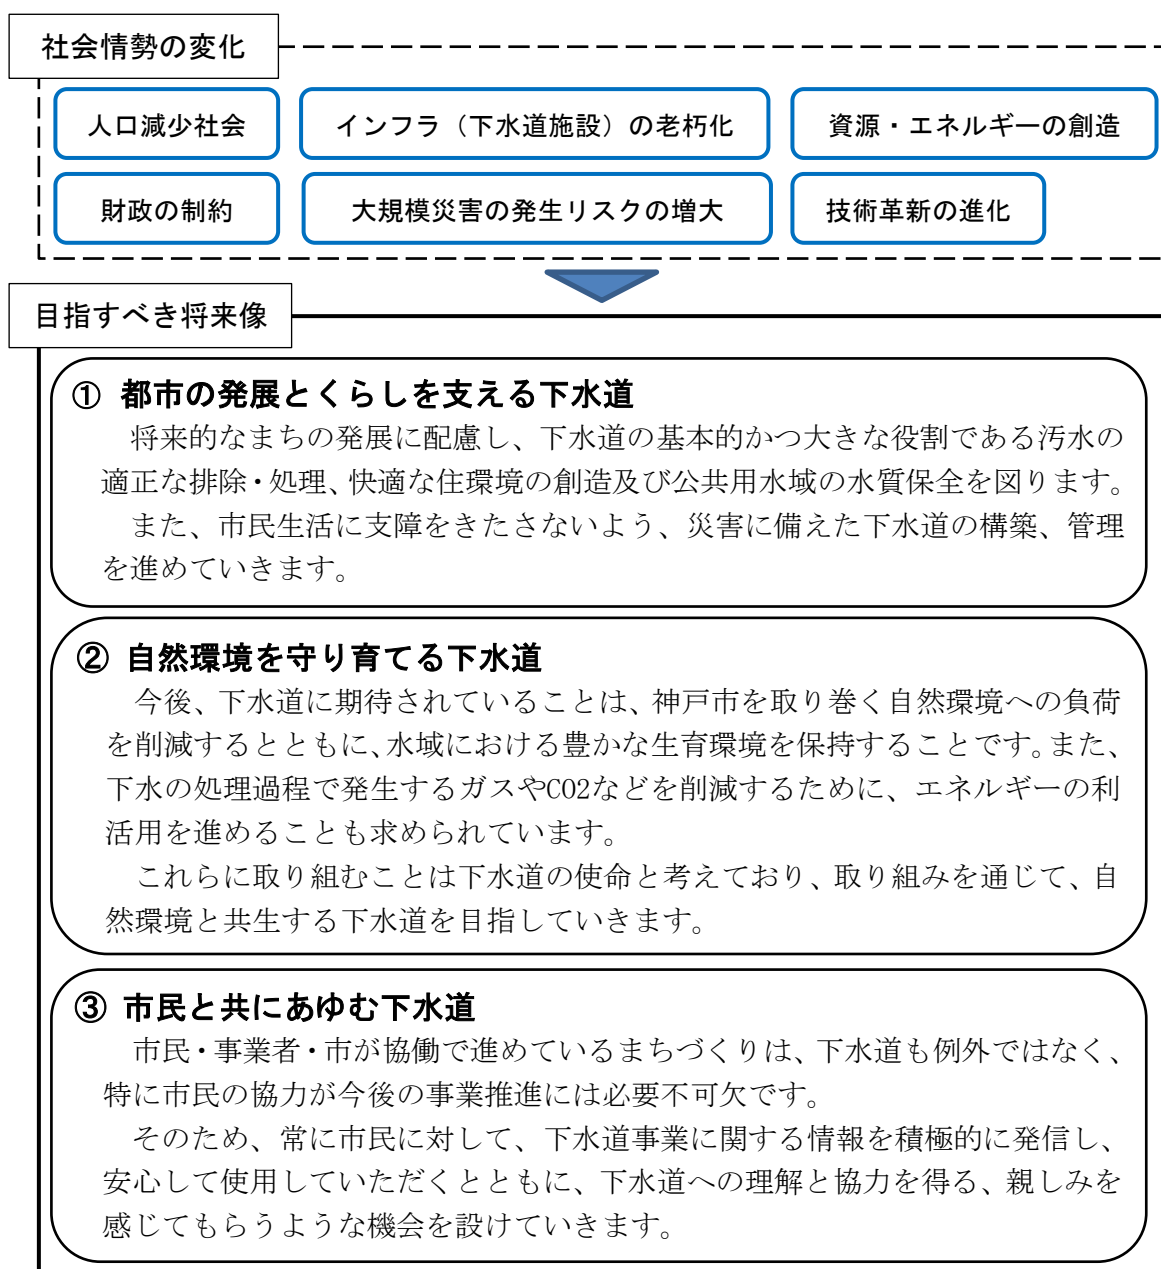 社会情勢の変化
人口減少社会
インフラ（下水道施設）の老朽化
資源・エネルギーの創造
財政の制約
大規模災害の発生リスクの増大
技術革新の進化
目指すべき将来像
① 都市の発展とくらしを支える下水道
将来的なまちの発展に配慮し、下水道の基本的かつ大きな役割である汚水の
適正な排除・処理、快適な住環境の創造及び公共用水域の水質保全を図ります。
また、市民生活に支障をきたさないよう、災害に備えた下水道の構築、管理
を進めていきます。
② 自然環境を守り育てる下水道
今後、下水道に期待されていることは、神戸市を取り巻く自然環境への負荷
を削減するとともに、水域における豊かな生育環境を保持することです。また、
下水の処理過程で発生するガスやCO2などを削減するために、エネルギーの利
活用を進めることも求められています。
これらに取り組むことは下水道の使命と考えており、取り組みを通じて、自
然環境と共生する下水道を目指していきます。
③ 市民と共にあゆむ下水道
市民・事業者・市が協働で進めているまちづくりは、下水道も例外ではなく、
特に市民の協力が今後の事業推進には必要不可欠です。
そのため、常に市民に対して、下水道事業に関する情報を積極的に発信し、
安心して使用していただくとともに、下水道への理解と協力を得る、親しみを
感じてもらうような機会を設けていきます。